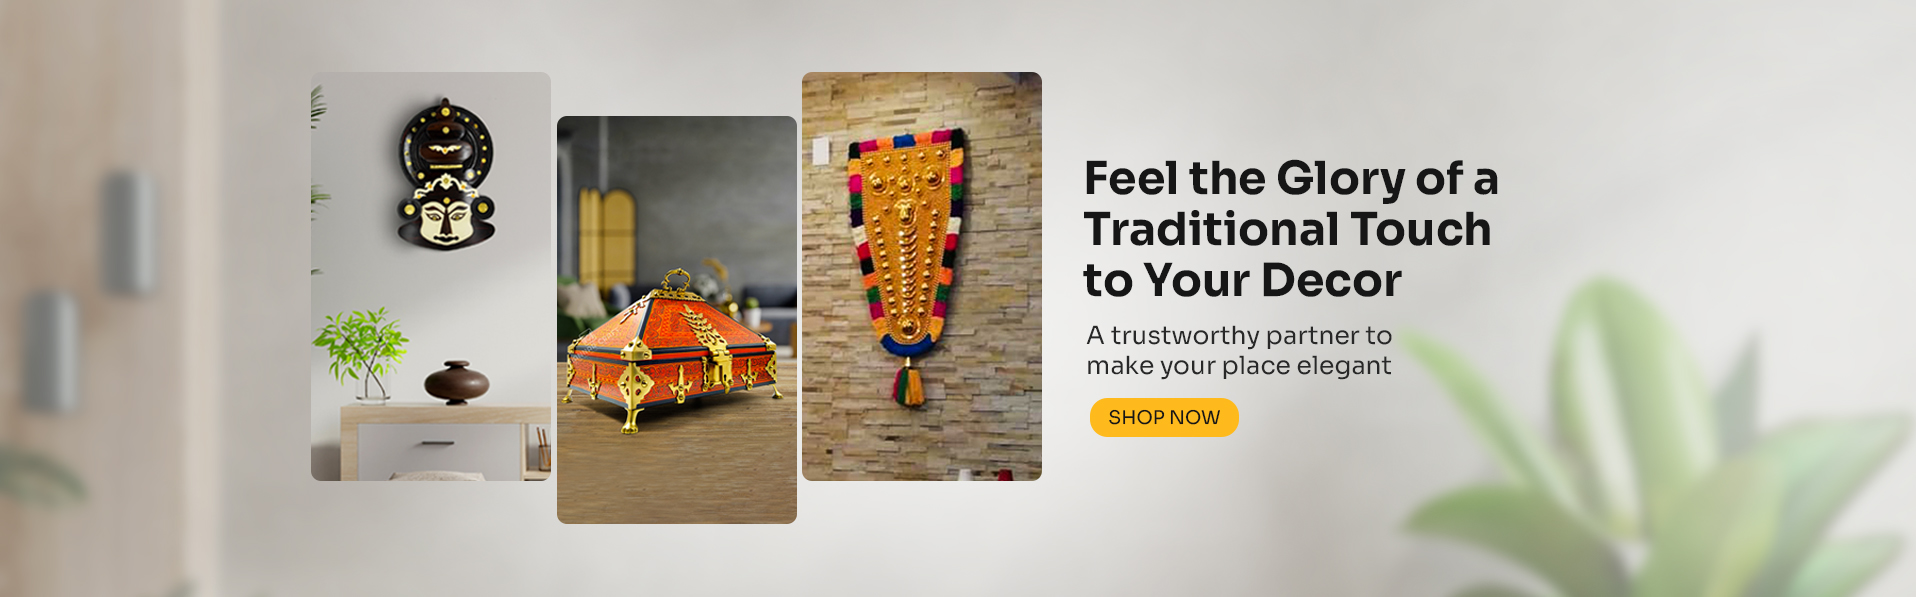 Feel the Glory of a
Traditional Touch
to Your Decor
A trustworthy partner to
make your place elegant
SHOP NOW